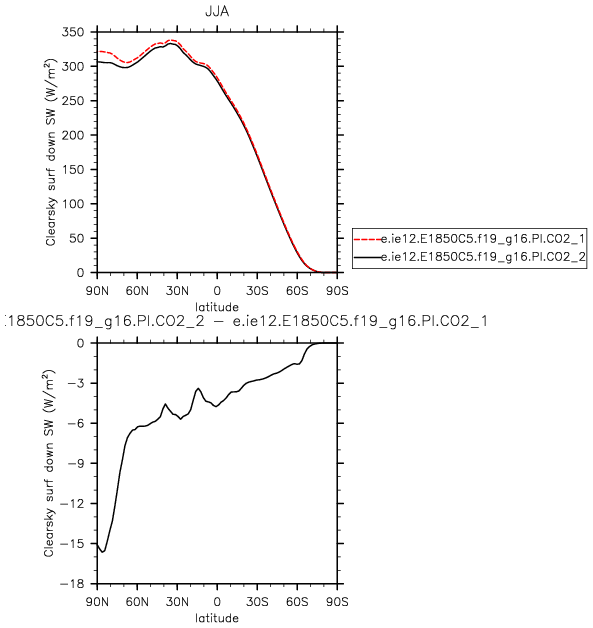 JJA
350
300
250
200
150
100
50
0
Clearsky surf down SW (W/m²)
90N 60N 30N 0 30S 60S 90S
latitude
e.ie12.E1850C5.f19_g16.PI.CO2_1
e.ie12.E1850C5.f19_g16.PI.CO2_2
:1850C5.f19_g16.PI.CO2_2 − e.ie12.E1850C5.f19_g16.PI.CO2_1
0
−3
−6
−9
−12
−15
−18
Clearsky surf down SW (W/m²)
90N 60N 30N 0 30S 60S 90S
latitude